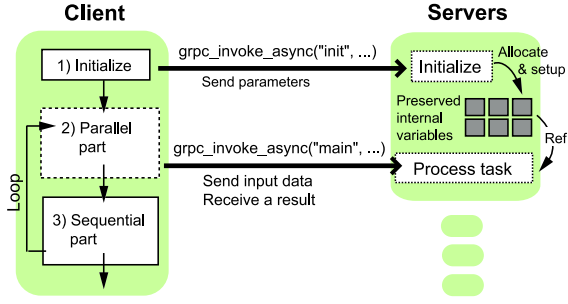 Client
Servers
1) Initialize
grpc_invoke_async("init", ...)
Send parameters
Initialize
Allocate
& setup
Preserved
internal
variables
Ref
2) Parallel
part
grpc_invoke_async("main", ...)
Send input data
Receive a result
Process task
Loop
3) Sequential
part